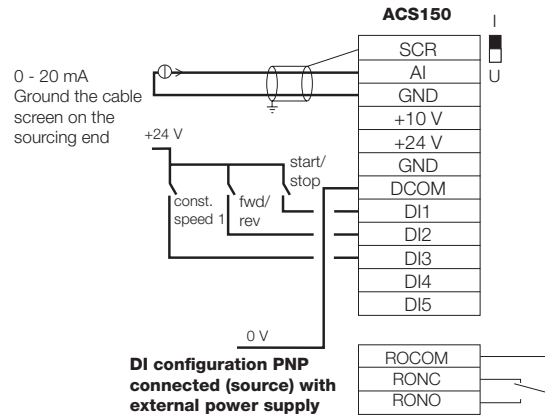 ACS150
I
SCR
AI
U
0 - 20 mA
Ground the cable
screen on the
sourcing end
GND
+10 V
+24 V
+24 V
GND
start/
stop
DCOM
const.
speed 1
fwd/
rev
DI1
DI2
DI3
DI4
DI5
0 V
DI configuration PNP
connected (source) with
external power supply
ROCOM
RONC
RONO